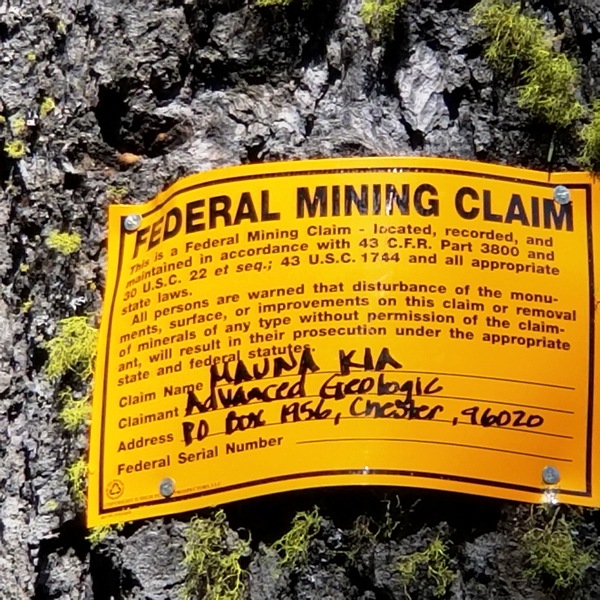 FEDERAL MINING CLAIM
This is a Federal Mining Claim - located, recorded, and
maintained in accordance with 43 C.F.R. Part 3800 and
30 U.S.C. 22 et seq.; 43 U.S.C. 1744 and all appropriate
state laws.
All persons are warned that disturbance of the monu-
ments, surface, or improvements on this claim or removal
of minerals of any type without permission of the claim-
ant, will result in their prosecution under the appropriate
state and federal statutes.
Claim Name MAUNA KIA
Claimant Advanced Geologic
Address PO BOX 1956, Chester, 96020
Federal Serial Number